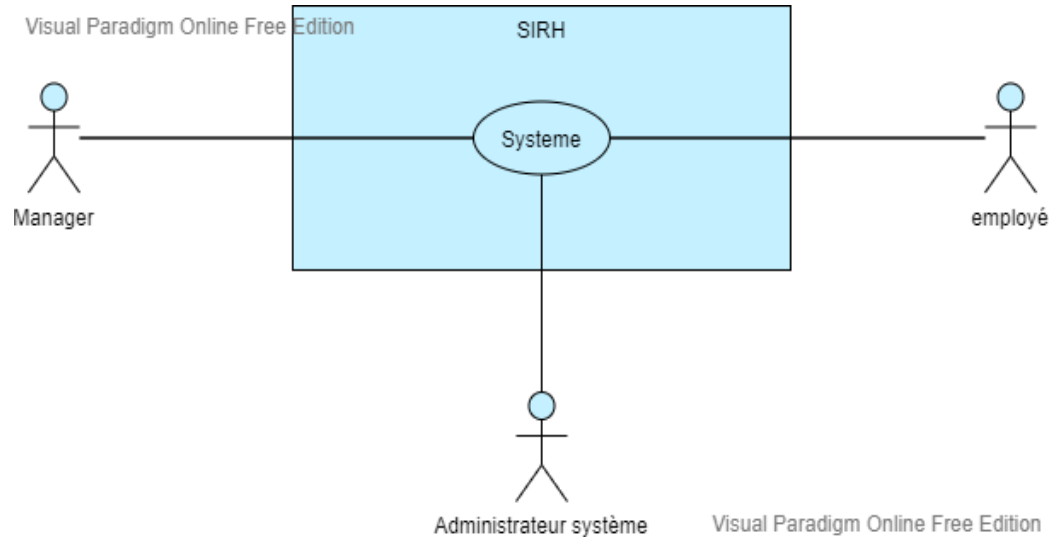 Visual Paradigm Online Free Edition
SIRH
Systeme
Manager
employé
Administrateur système
Visual Paradigm Online Free Edition